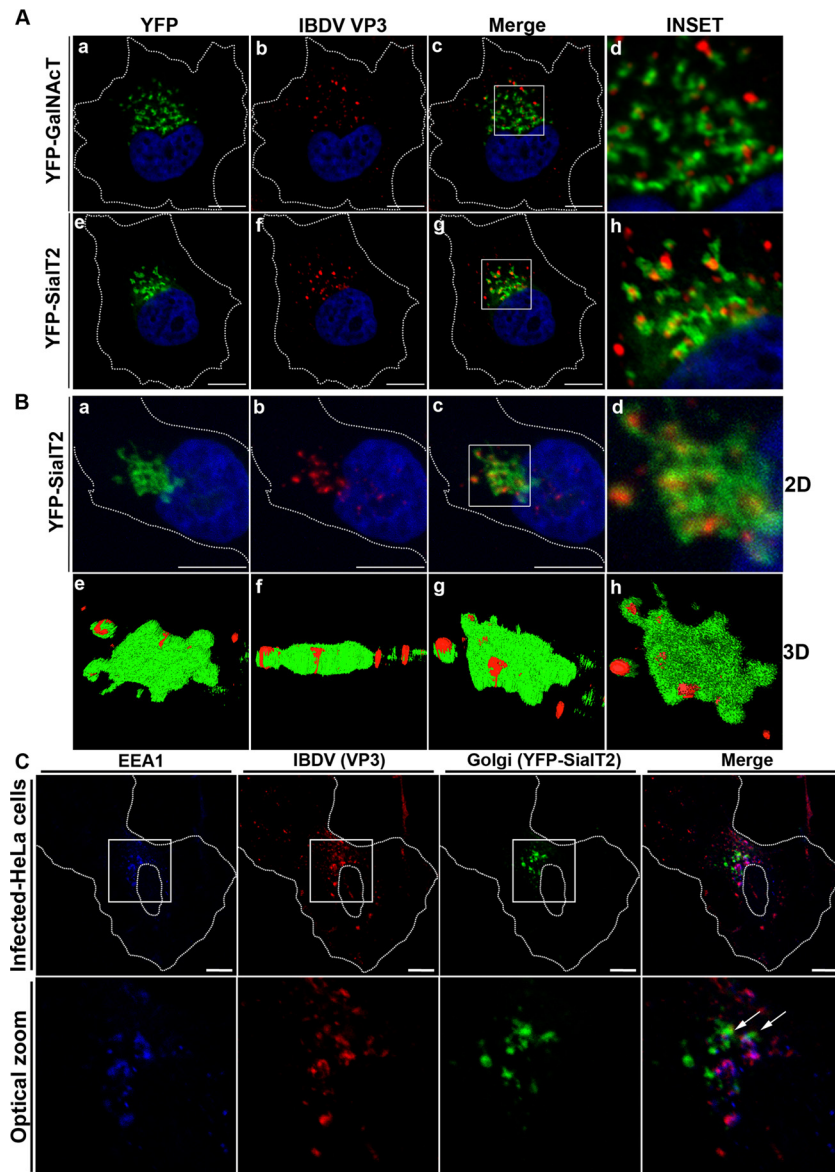 A
YFP
IBDV VP3
Merge
INSET
YFP-GalNAcT
a
b
c
d
YFP-SialT2
e
f
g
h
B
YFP-SialT2
a
b
c
d
2D
e
f
g
h
3D
C
EEA1
IBDV (VP3)
Golgi (YFP-SialT2)
Merge
Infected-HeLa cells
Optical zoom